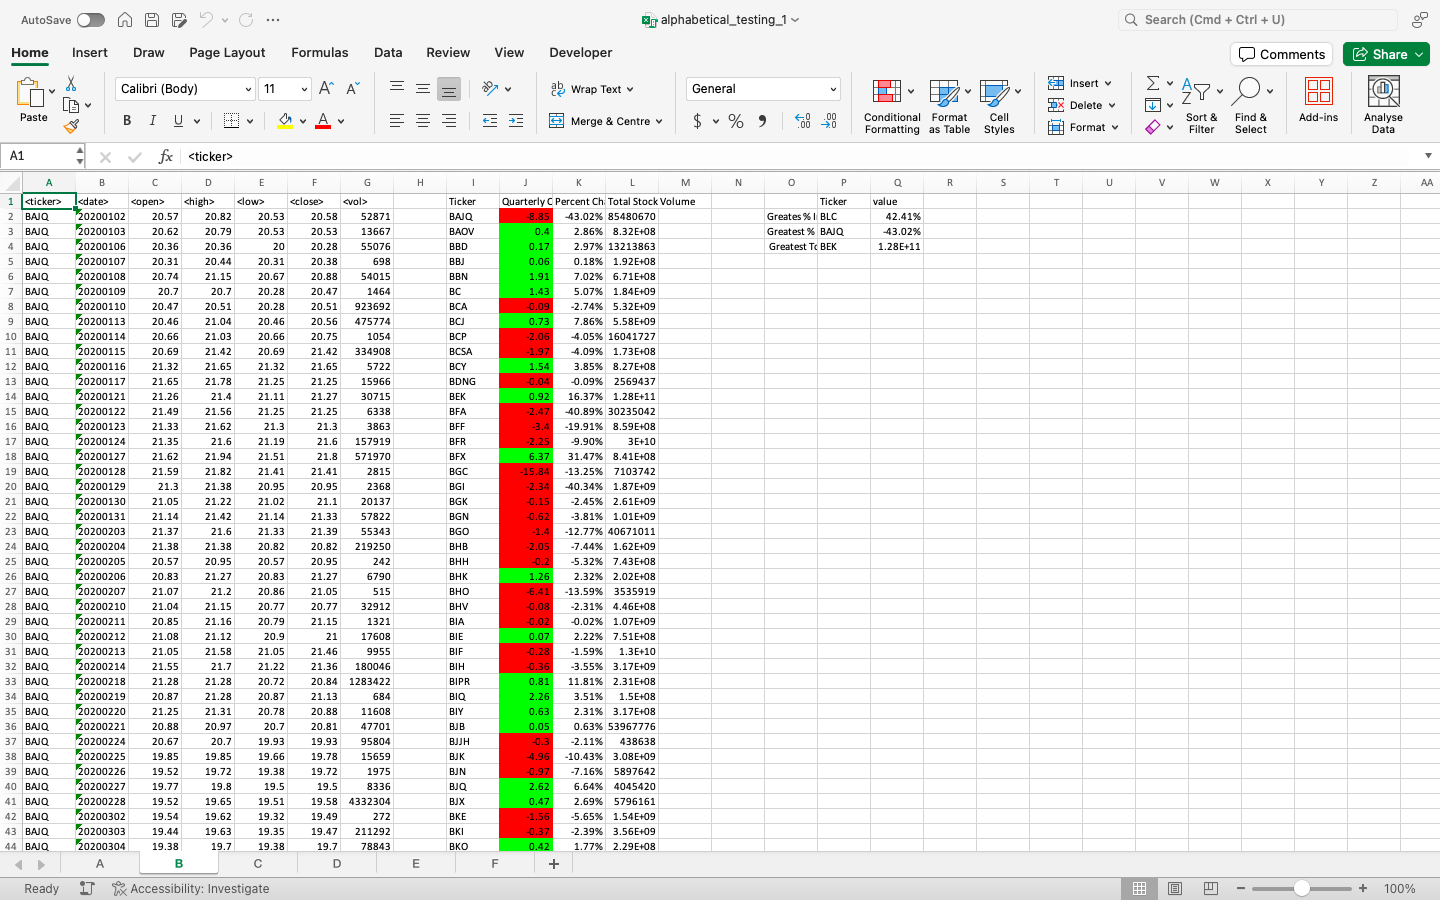 AutoSave
alphabetical_testing_1
Search (Cmd + Ctrl + U)
Home Insert Draw Page Layout Formulas Data Review View Developer
Comments Share
Paste
Calibri (Body) 11
B I U
Wrap Text
Merge & Centre
General
Conditional Formatting
Format as Table
Cell Styles
Insert
Delete
Format
Sort & Filter
Find & Select
Add-ins
Analyse Data
A1 fx <ticker>
A B C D E F G H I J K L M N O P Q R S T U V W X Y Z AA
1 <ticker> <date> <open> <high> <low> <close> <vol> Ticker Quarterly C Percent Ch Total Stock Volume Ticker value
2 BAJQ 20200102 20.57 20.82 20.53 20.58 52871 BAJQ -8.85 -43.02% 85480670 Greates % I BLC 42.41%
3 BAJQ 20200103 20.62 20.79 20.53 20.53 13667 BAOV 0.4 2.86% 8.32E+08 Greatest % BAJQ -43.02%
4 BAJQ 20200106 20.36 20.36 20 20.28 55076 BBD 0.17 2.97% 13213863 Greatest To BEK 1.28E+11
5 BAJQ 20200107 20.31 20.44 20.31 20.38 698 BBJ 0.06 0.18% 1.92E+08
6 BAJQ 20200108 20.74 21.15 20.67 20.88 54015 BBN 1.91 7.02% 6.71E+08
7 BAJQ 20200109 20.7 20.7 20.28 20.47 1464 BC 1.43 5.07% 1.84E+09
8 BAJQ 20200110 20.47 20.51 20.28 20.51 923692 BCA -0.09 -2.74% 5.32E+09
9 BAJQ 20200113 20.46 21.04 20.46 20.56 475774 BCJ 0.73 7.86% 5.58E+09
10 BAJQ 20200114 20.66 21.03 20.66 20.75 1054 BCP -2.06 -4.05% 16041727
11 BAJQ 20200115 20.69 21.42 20.69 21.42 334908 BCSA -1.97 -4.09% 1.73E+08
12 BAJQ 20200116 21.32 21.65 21.32 21.65 5722 BCY 1.54 3.85% 8.27E+08
13 BAJQ 20200117 21.65 21.78 21.25 21.25 15966 BDNG -0.04 -0.09% 2569437
14 BAJQ 20200121 21.26 21.4 21.11 21.27 30715 BEK 0.92 16.37% 1.28E+11
15 BAJQ 20200122 21.49 21.56 21.25 21.25 6338 BFA -2.47 -40.89% 30235042
16 BAJQ 20200123 21.33 21.62 21.3 21.3 3863 BFF -3.4 -19.91% 8.59E+08
17 BAJQ 20200124 21.35 21.6 21.19 21.6 157919 BFR -2.25 -9.90% 3E+10
18 BAJQ 20200127 21.62 21.94 21.51 21.8 571970 BFX 6.37 31.47% 8.41E+08
19 BAJQ 20200128 21.59 21.82 21.41 21.41 2815 BGC -15.84 -13.25% 7103742
20 BAJQ 20200129 21.3 21.38 20.95 20.95 2368 BGI -2.34 -40.34% 1.87E+09
21 BAJQ 20200130 21.05 21.22 21.02 21.1 20137 BGK -0.15 -2.45% 2.61E+09
22 BAJQ 20200131 21.14 21.42 21.14 21.33 57822 BGN -0.62 -3.81% 1.01E+09
23 BAJQ 20200203 21.37 21.6 21.33 21.39 55343 BGO -1.4 -12.77% 40671011
24 BAJQ 20200204 21.38 21.38 20.82 20.82 219250 BHB -2.05 -7.44% 1.62E+09
25 BAJQ 20200205 20.57 20.95 20.57 20.95 242 BHH -0.2 -5.32% 7.43E+08
26 BAJQ 20200206 20.83 21.27 20.83 21.27 6790 BHK 1.26 2.32% 2.02E+08
27 BAJQ 20200207 21.07 21.2 20.86 21.05 515 BHO -6.41 -13.59% 3535919
28 BAJQ 20200210 21.04 21.15 20.77 20.77 32912 BHV -0.08 -2.31% 4.46E+08
29 BAJQ 20200211 20.85 21.16 20.79 21.15 1321 BIA -0.02 -0.02% 1.07E+09
30 BAJQ 20200212 21.08 21.12 20.9 21 17608 BIE 0.07 2.22% 7.51E+08
31 BAJQ 20200213 21.05 21.58 21.05 21.46 9955 BIF -0.28 -1.59% 1.3E+10
32 BAJQ 20200214 21.55 21.7 21.22 21.36 180046 BIH -0.36 -3.55% 3.17E+09
33 BAJQ 20200218 21.28 21.28 20.72 20.84 1283422 BIPR 0.81 11.81% 2.31E+08
34 BAJQ 20200219 20.87 21.28 20.87 21.13 684 BIQ 2.26 3.51% 1.5E+08
35 BAJQ 20200220 21.25 21.31 20.78 20.88 11608 BIY 0.63 2.31% 3.17E+08
36 BAJQ 20200221 20.88 20.97 20.7 20.81 47701 BJB 0.05 0.63% 53967776
37 BAJQ 20200224 20.67 20.7 19.93 19.93 95804 BJJH -0.3 -2.11% 438638
38 BAJQ 20200225 19.85 19.85 19.66 19.78 15659 BJK -4.96 -10.43% 3.08E+09
39 BAJQ 20200226 19.52 19.72 19.38 19.72 1975 BJN -0.97 -7.16% 5897642
40 BAJQ 20200227 19.77 19.8 19.5 19.5 8336 BJQ 2.62 6.64% 4045420
41 BAJQ 20200228 19.52 19.65 19.51 19.58 4332304 BJX 0.47 2.69% 5796161
42 BAJQ 20200302 19.54 19.62 19.32 19.49 272 BKE -1.56 -5.65% 1.54E+09
43 BAJQ 20200303 19.44 19.63 19.35 19.47 211292 BKI -0.37 -2.39% 3.56E+09
44 BAJQ 20200304 19.38 19.7 19.38 19.7 78843 BKO 0.42 1.77% 2.29E+08
A B C D E F
Ready Accessibility: Investigate 100%